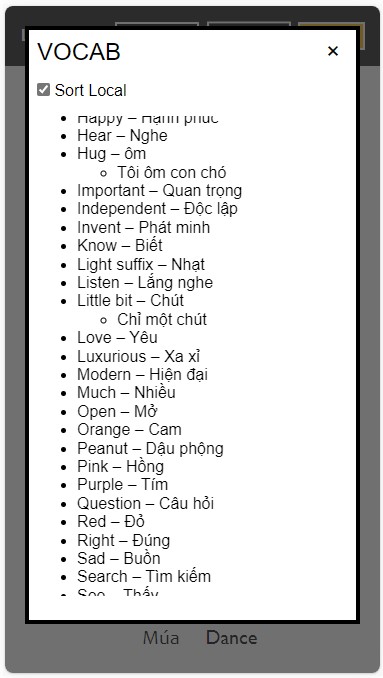 VOCAB ×
Sort Local
Happy – Hạnh phúc
Hear – Nghe
Hug – ôm
Tôi ôm con chó
Important – Quan trọng
Independent – Độc lập
Invent – Phát minh
Know – Biết
Light suffix – Nhạt
Listen – Lắng nghe
Little bit – Chút
Chỉ một chút
Love – Yêu
Luxurious – Xa xỉ
Modern – Hiện đại
Much – Nhiều
Open – Mở
Orange – Cam
Peanut – Dậu phộng
Pink – Hồng
Purple – Tím
Question – Câu hỏi
Red – Đỏ
Right – Đúng
Sad – Buồn
Search – Tìm kiếm
See – Thấy
Múa Dance